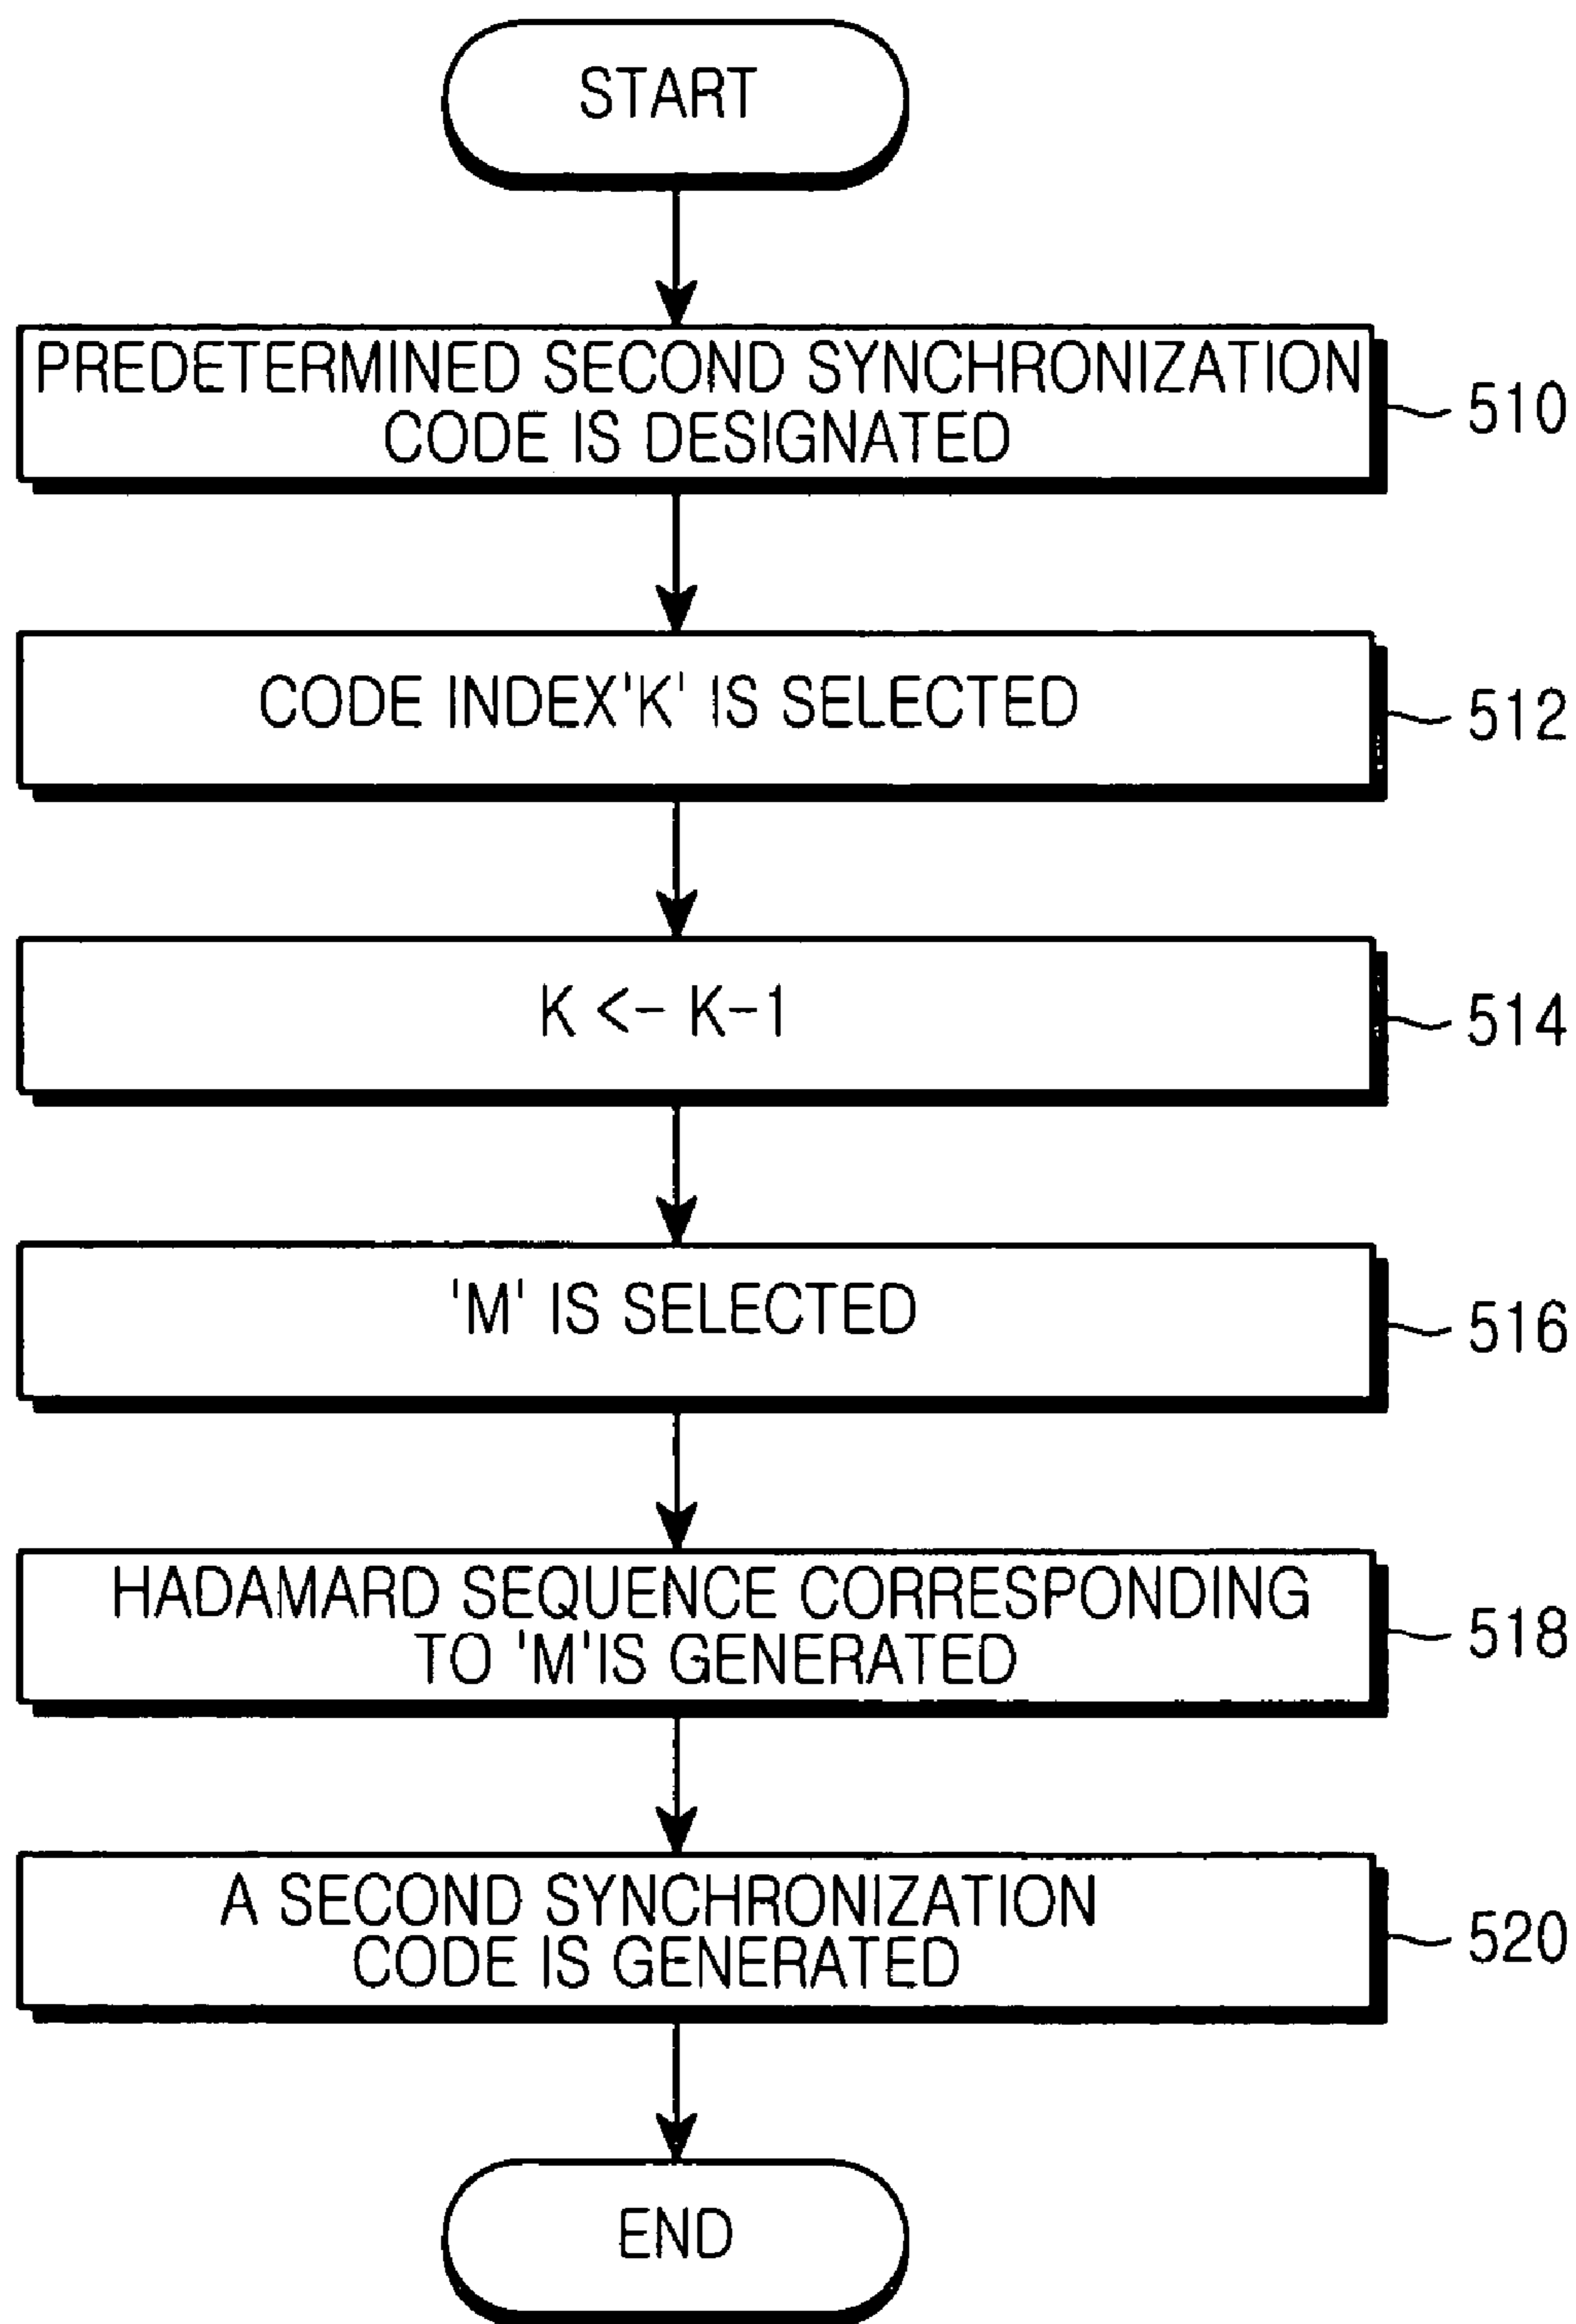 START
PREDETERMINED SECOND SYNCHRONIZATION
CODE IS DESIGNATED
510
CODE INDEX'K' IS SELECTED
512
K <- K-1
514
'M' IS SELECTED
516
HADAMARD SEQUENCE CORRESPONDING
TO 'M'IS GENERATED
518
A SECOND SYNCHRONIZATION
CODE IS GENERATED
520
END